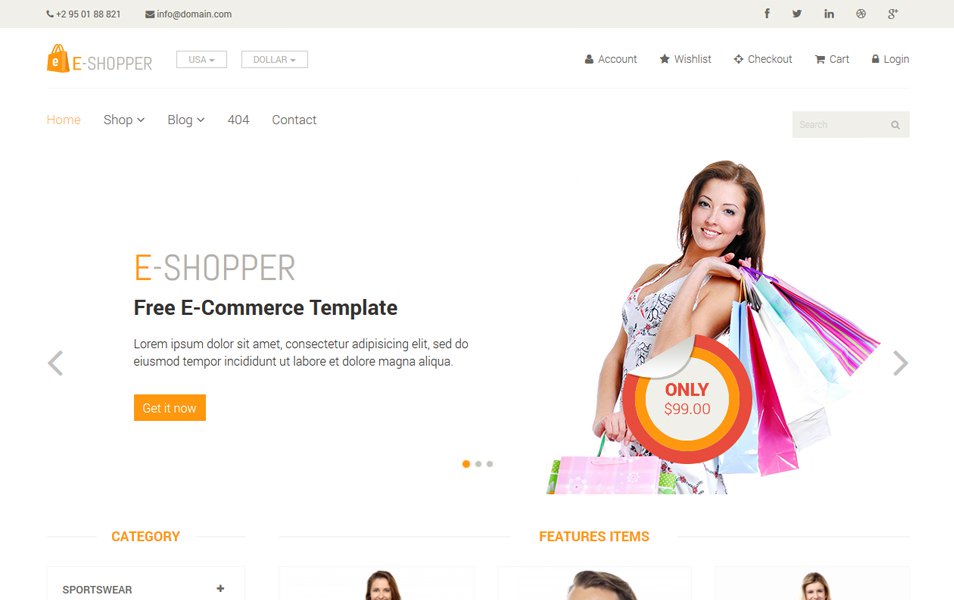 +2 95 01 88 821 info@domain.com
e E-SHOPPER USA DOLLAR Account Wishlist Checkout Cart Login
Home Shop Blog 404 Contact Search
E-SHOPPER
Free E-Commerce Template
Lorem ipsum dolor sit amet, consectetur adipisicing elit, sed do
eiusmod tempor incididunt ut labore et dolore magna aliqua.
Get it now
ONLY
$99.00
CATEGORY FEATURES ITEMS
SPORTSWEAR +